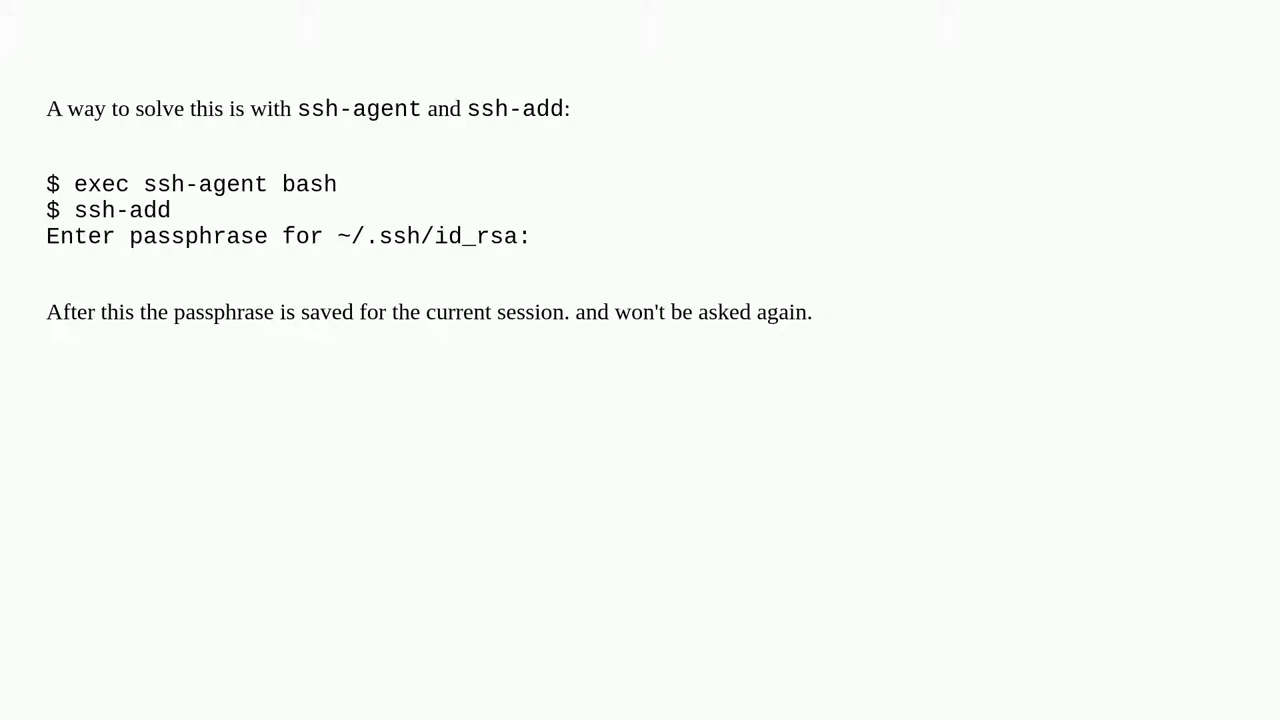 A way to solve this is with ssh-agent and ssh-add:
$ exec ssh-agent bash
$ ssh-add
Enter passphrase for ~/.ssh/id_rsa:
After this the passphrase is saved for the current session. and won't be asked again.